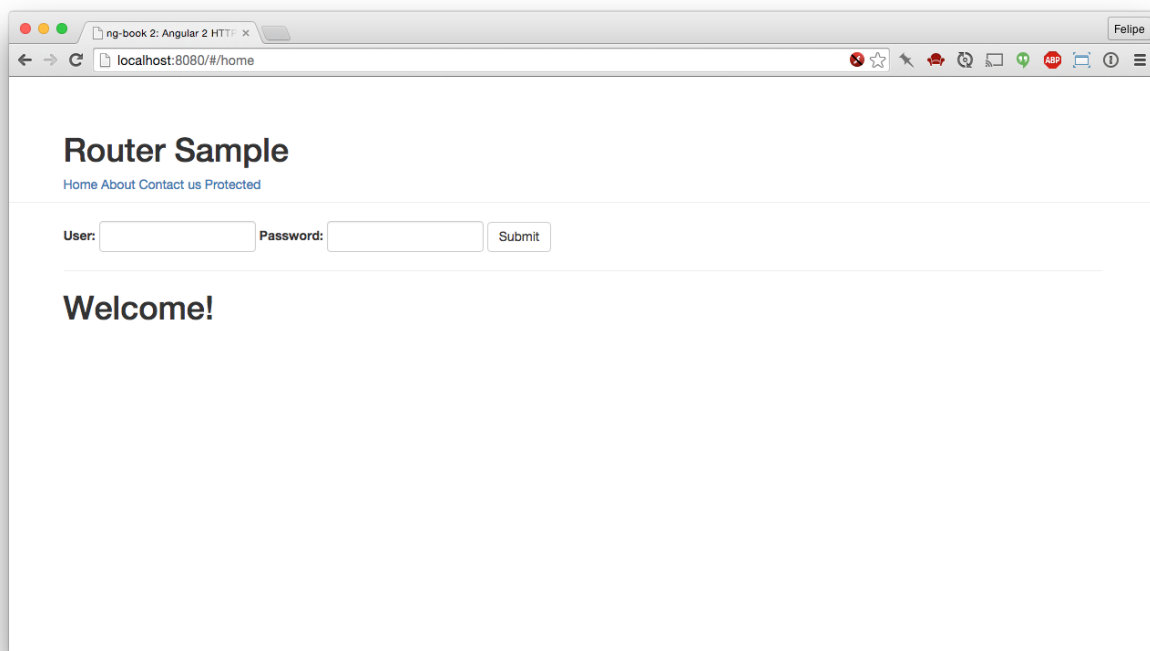 ng-book 2: Angular 2 HTTP
Felipe
localhost:8080/#/home
ABP
Router Sample
Home About Contact us Protected
User: Password: Submit
Welcome!